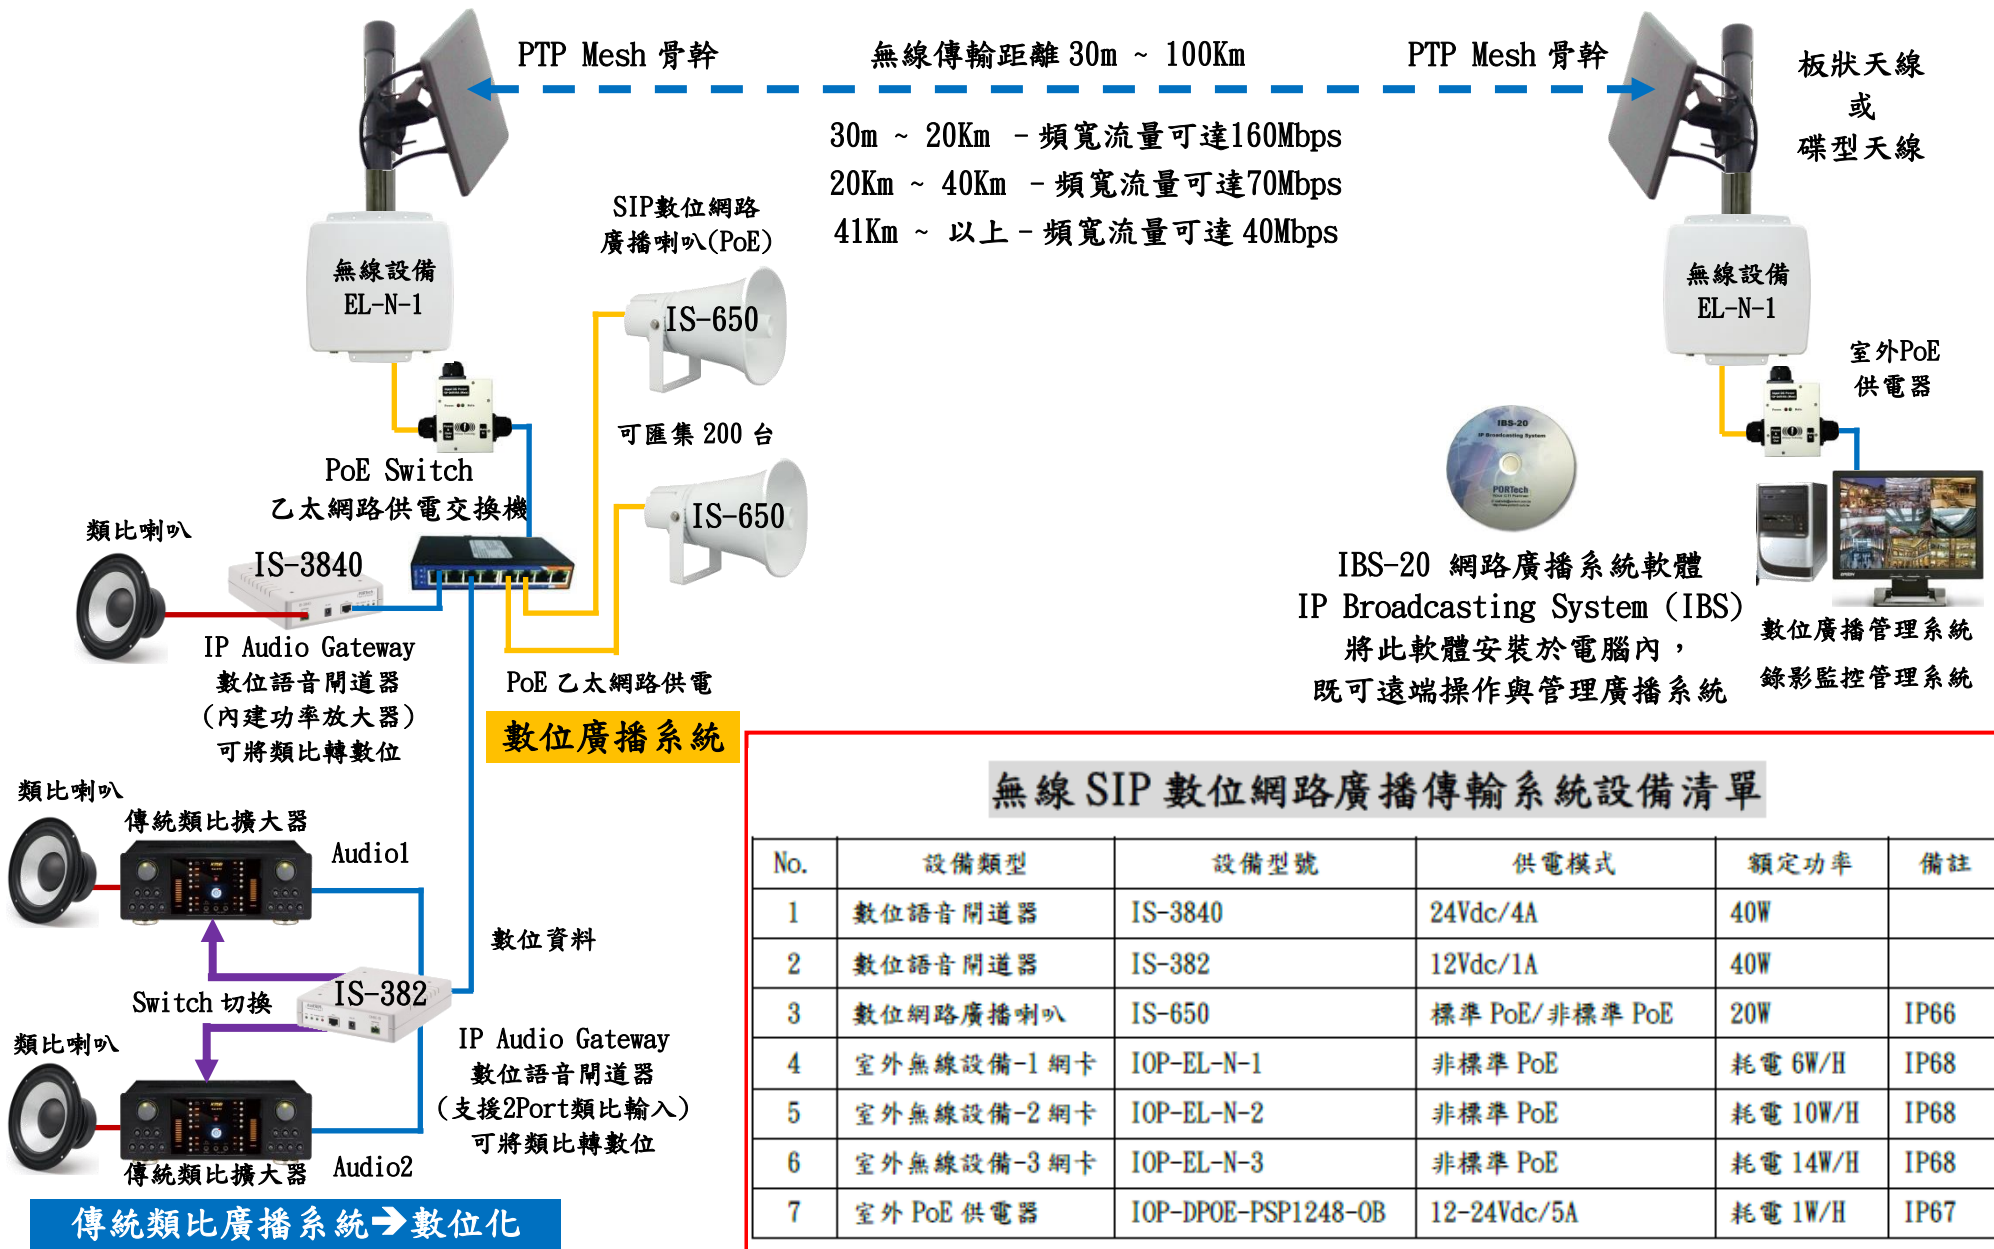 PTP Mesh 骨幹
無線傳輸距離 30m ~ 100Km
PTP Mesh 骨幹
板狀天線
或
碟型天線
30m ~ 20Km －頻寬流量可達160Mbps
20Km ~ 40Km －頻寬流量可達70Mbps
41Km ~ 以上－頻寬流量可達 40Mbps
無線設備
EL-N-1
SIP數位網路
廣播喇叭(PoE)
IS-650
可匯集 200 台
IS-650
無線設備
EL-N-1
室外PoE
供電器
PoE Switch
乙太網路供電交換機
類比喇叭
IS-3840
IP Audio Gateway
數位語音閘道器
(內建功率放大器)
可將類比轉數位
PoE 乙太網路供電
數位廣播系統
IBS-20
IP Broadcasting System
PORTech
IBS-20 網路廣播系統軟體
IP Broadcasting System (IBS)
將此軟體安裝於電腦內，
既可遠端操作與管理廣播系統
數位廣播管理系統
錄影監控管理系統
類比喇叭
傳統類比擴大器
Audio1
數位資料
Switch 切換
IS-382
類比喇叭
IP Audio Gateway
數位語音閘道器
(支援2Port類比輸入)
可將類比轉數位
傳統類比擴大器
Audio2
傳統類比廣播系統➔數位化
無線 SIP 數位網路廣播傳輸系統設備清單
No. 設備類型 設備型號 供電模式 額定功率 備註
1 數位語音閘道器 IS-3840 24Vdc/4A 40W
2 數位語音閘道器 IS-382 12Vdc/1A 40W
3 數位網路廣播喇叭 IS-650 標準 PoE/非標準 PoE 20W IP66
4 室外無線設備-1 網卡 IOP-EL-N-1 非標準 PoE 耗電 6W/H IP68
5 室外無線設備-2 網卡 IOP-EL-N-2 非標準 PoE 耗電 10W/H IP68
6 室外無線設備-3 網卡 IOP-EL-N-3 非標準 PoE 耗電 14W/H IP68
7 室外 PoE 供電器 IOP-DPOE-PSP1248-OB 12-24Vdc/5A 耗電 1W/H IP67